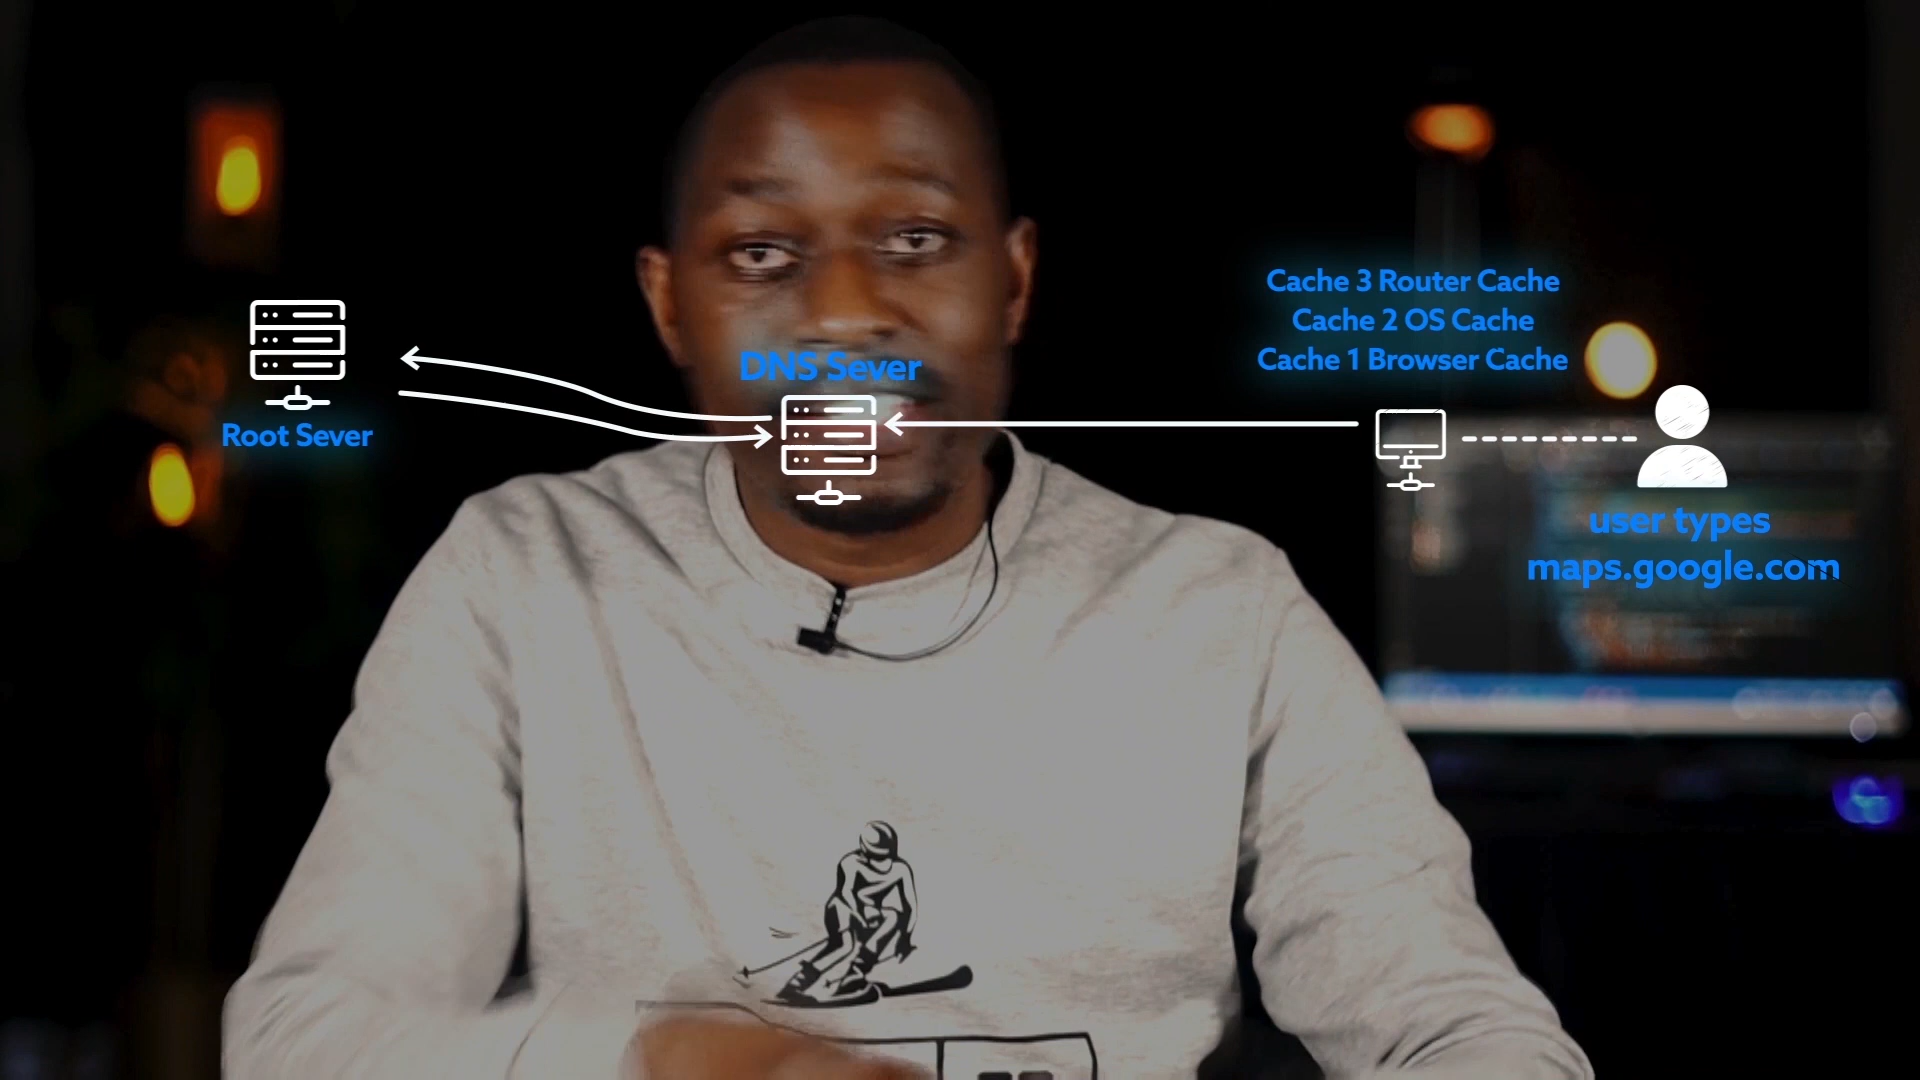 Cache 3 Router Cache
Cache 2 OS Cache
Cache 1 Browser Cache
DNS Sever
Root Sever
user types
maps.google.com